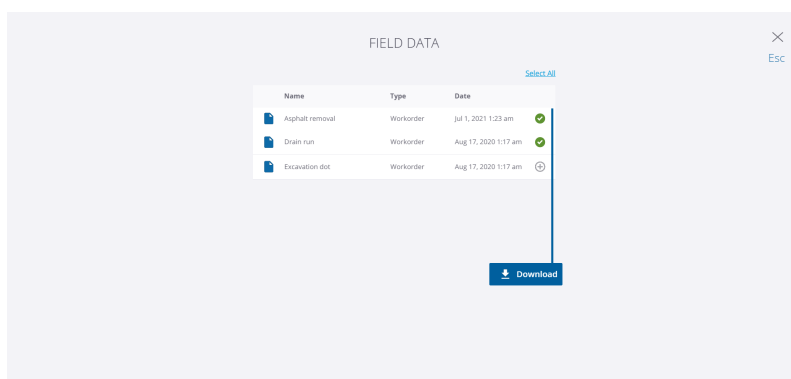 FIELD DATA
Esc
Select All
Name Type Date
Asphalt removal Workorder Jul 1, 2021 1:23 am
Drain run Workorder Aug 17, 2020 1:17 am
Excavation dot Workorder Aug 17, 2020 1:17 am
Download